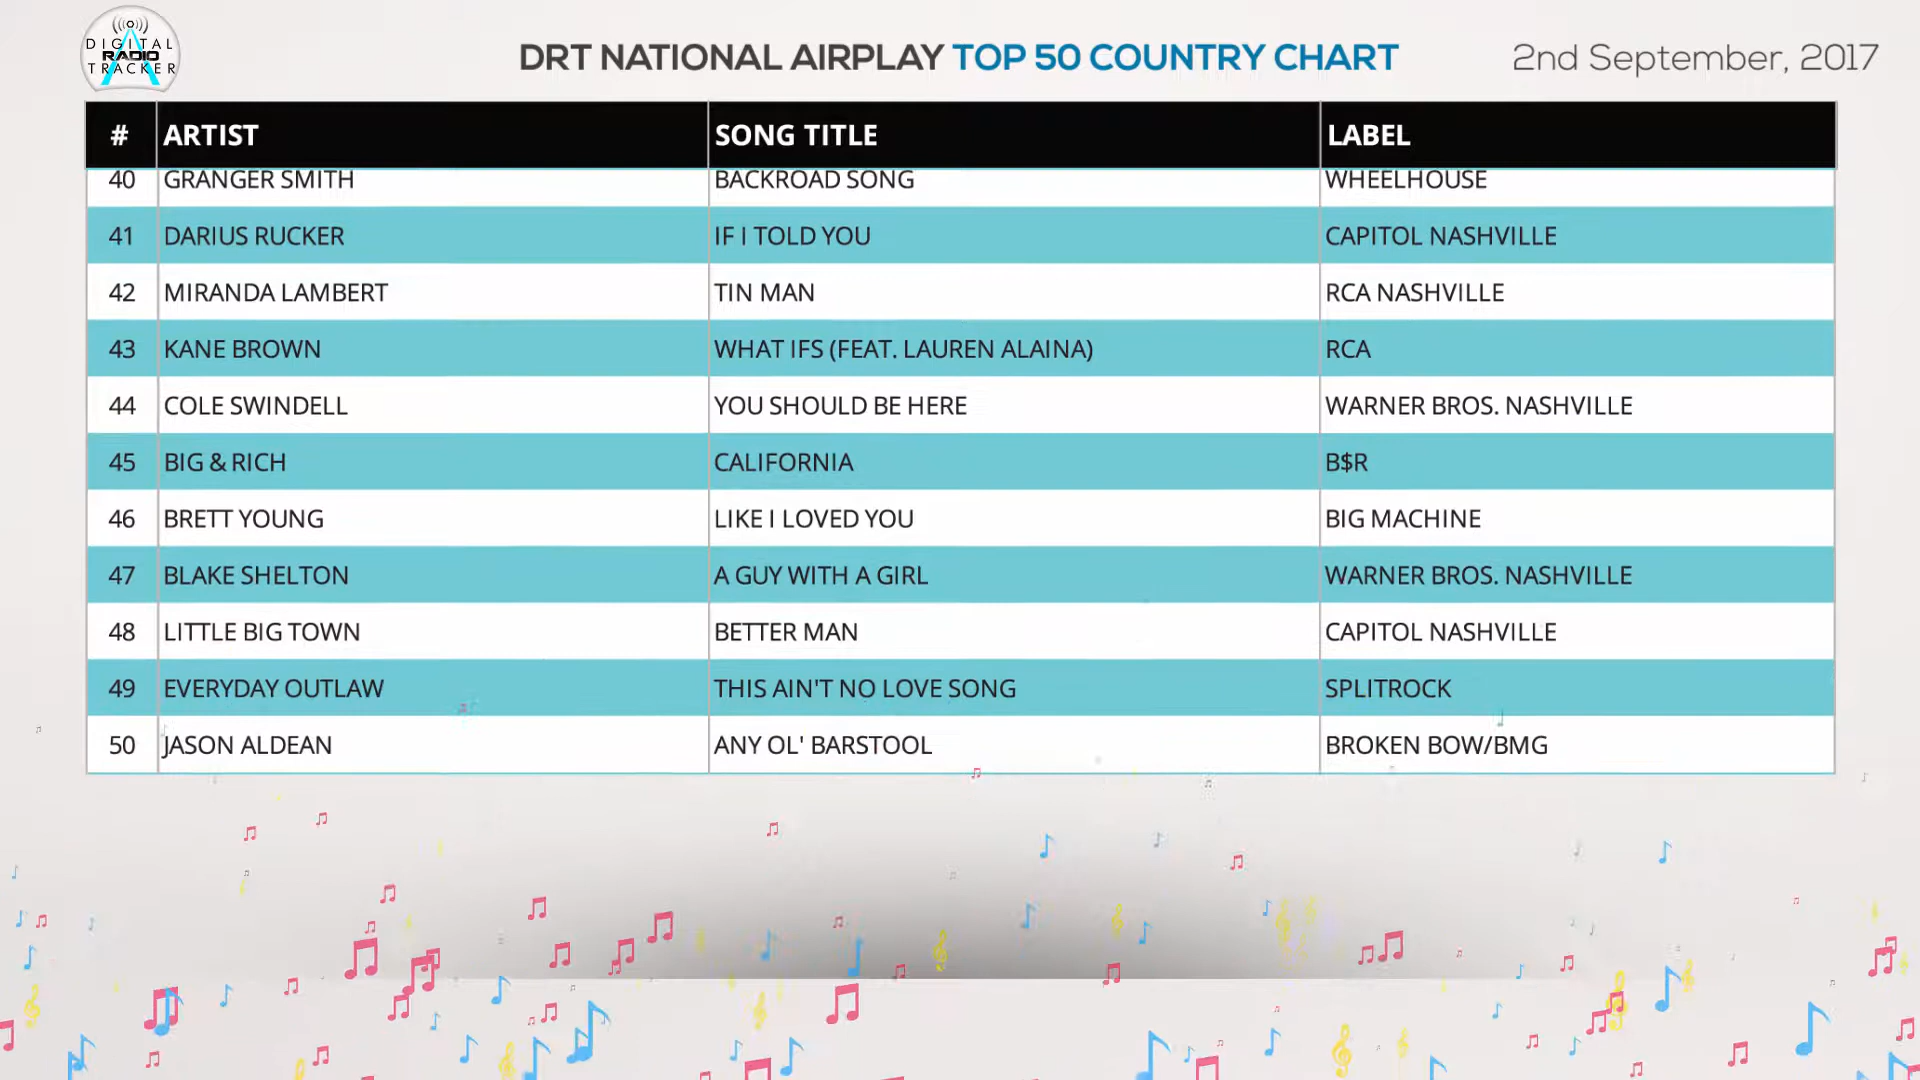 DIGITAL
RADIO
TRACKER
DRT NATIONAL AIRPLAY TOP 50 COUNTRY CHART
2nd September, 2017
# ARTIST SONG TITLE LABEL
40 GRANGER SMITH BACKROAD SONG WHEELHOUSE
41 DARIUS RUCKER IF I TOLD YOU CAPITOL NASHVILLE
42 MIRANDA LAMBERT TIN MAN RCA NASHVILLE
43 KANE BROWN WHAT IFS (FEAT. LAUREN ALAINA) RCA
44 COLE SWINDELL YOU SHOULD BE HERE WARNER BROS. NASHVILLE
45 BIG & RICH CALIFORNIA B$R
46 BRETT YOUNG LIKE I LOVED YOU BIG MACHINE
47 BLAKE SHELTON A GUY WITH A GIRL WARNER BROS. NASHVILLE
48 LITTLE BIG TOWN BETTER MAN CAPITOL NASHVILLE
49 EVERYDAY OUTLAW THIS AIN'T NO LOVE SONG SPLITROCK
50 JASON ALDEAN ANY OL' BARSTOOL BROKEN BOW/BMG